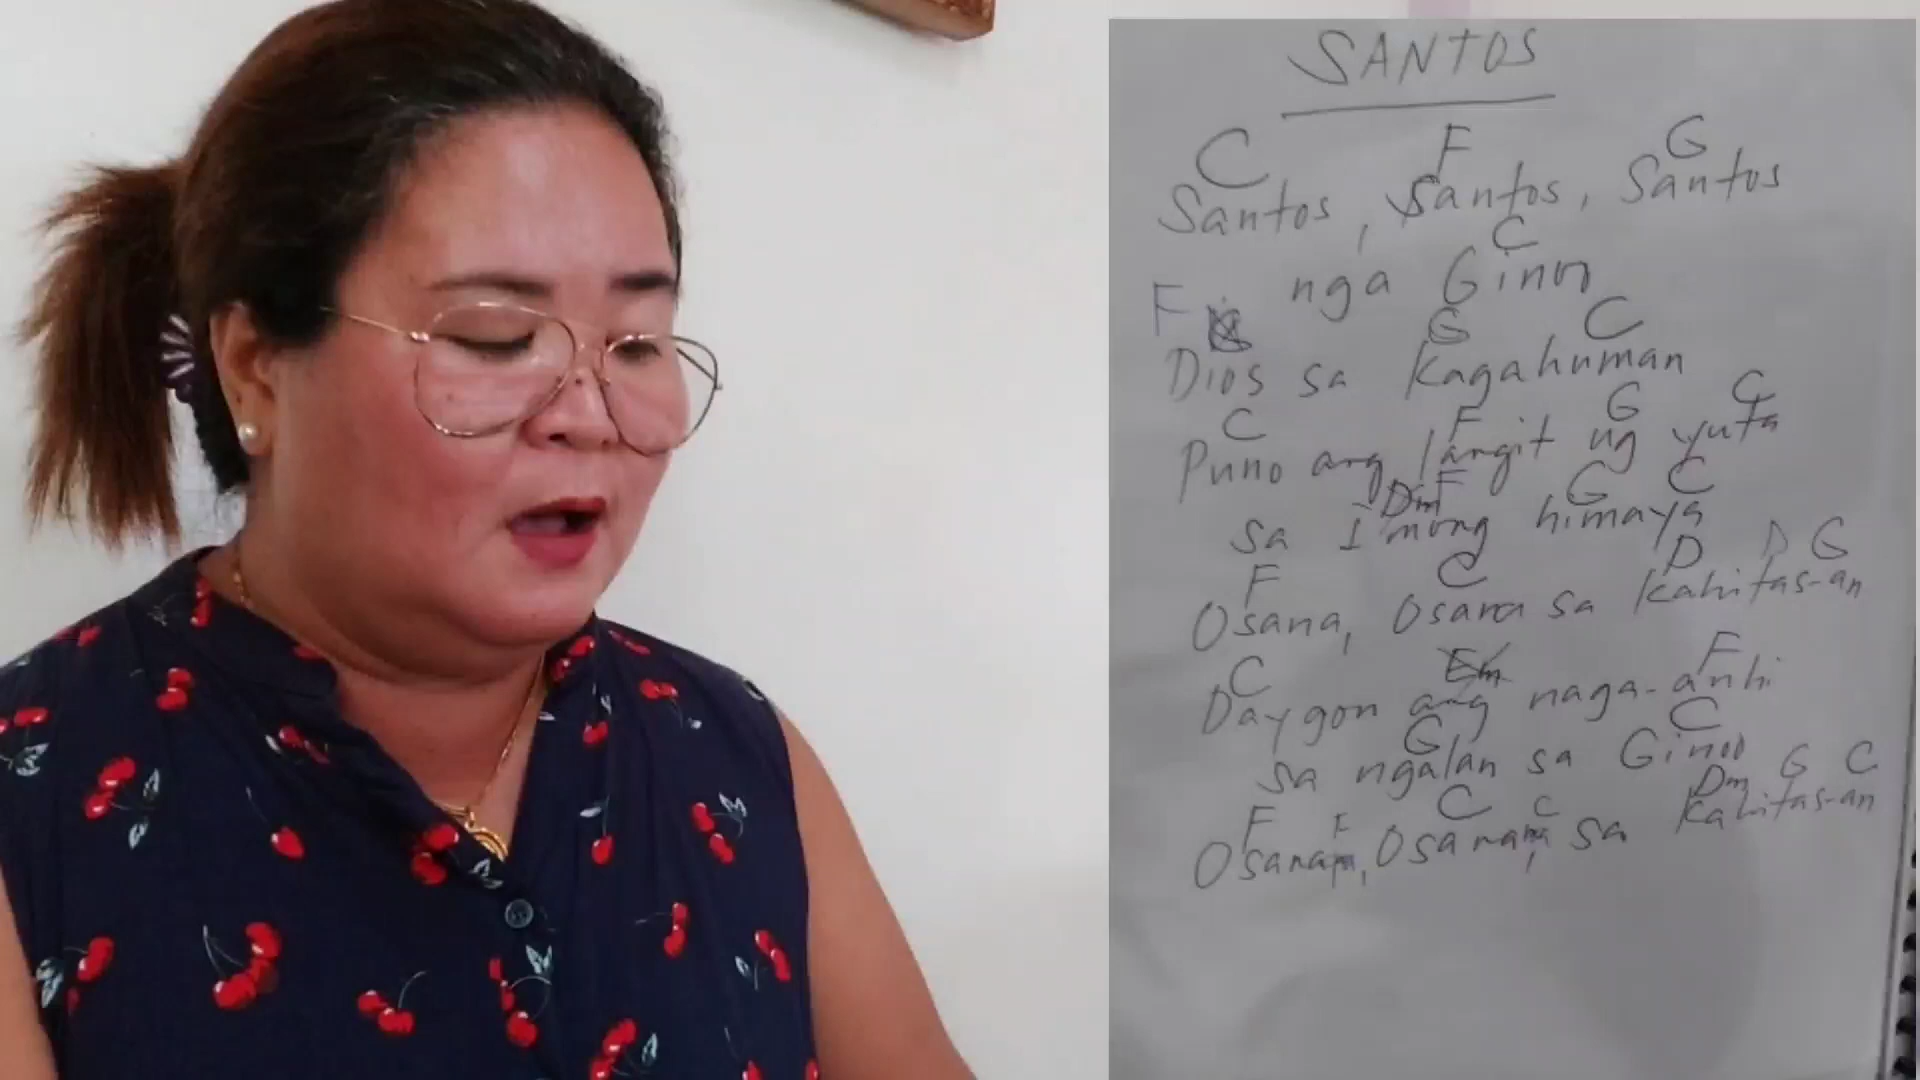 SANTOS
C F G
Santos, Santos, Santos
C
nga Ginoo
F G C
Dios sa Kagahuman
C F G C
Puno ang langit ug yuta
Dm F G C
sa Imong himaya
F C D D G
Osana, Osana sa Kahitas-an
C Em F
Daygon ang naga-anhi
G C
sa ngalan sa Ginoo
F F C C Dm G C
Osana, Osana sa Kahitas-an